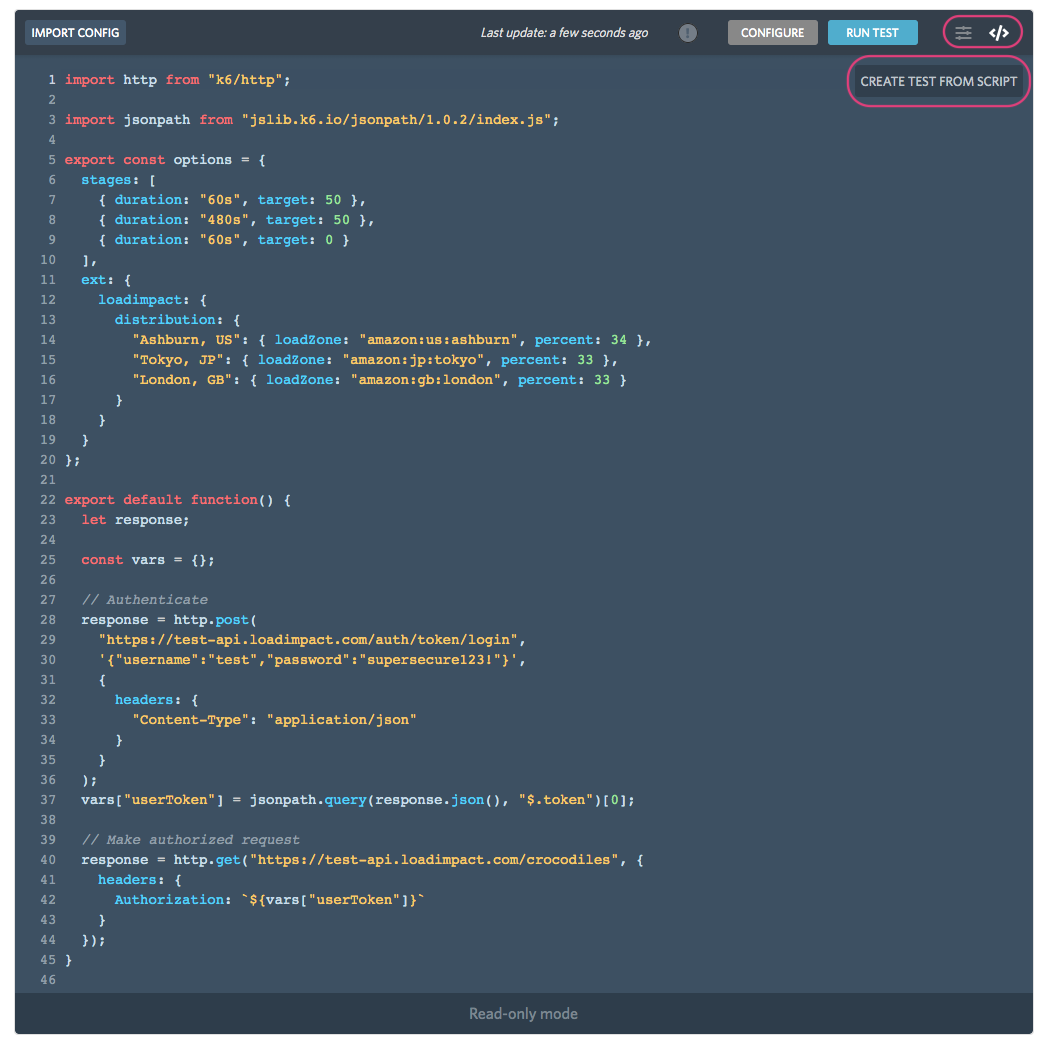 IMPORT CONFIG Last update: a few seconds ago ! CONFIGURE RUN TEST </>
CREATE TEST FROM SCRIPT
1 import http from "k6/http";
2
3 import jsonpath from "jslib.k6.io/jsonpath/1.0.2/index.js";
4
5 export const options = {
6   stages: [
7     { duration: "60s", target: 50 },
8     { duration: "480s", target: 50 },
9     { duration: "60s", target: 0 }
10   ],
11   ext: {
12     loadimpact: {
13       distribution: {
14         "Ashburn, US": { loadZone: "amazon:us:ashburn", percent: 34 },
15         "Tokyo, JP": { loadZone: "amazon:jp:tokyo", percent: 33 },
16         "London, GB": { loadZone: "amazon:gb:london", percent: 33 }
17       }
18     }
19   }
20 };
21
22 export default function() {
23   let response;
24
25   const vars = {};
26
27   // Authenticate
28   response = http.post(
29     "https://test-api.loadimpact.com/auth/token/login",
30     '{"username":"test","password":"supersecure123!"}',
31     {
32       headers: {
33         "Content-Type": "application/json"
34       }
35     }
36   );
37   vars["userToken"] = jsonpath.query(response.json(), "$.token")[0];
38
39   // Make authorized request
40   response = http.get("https://test-api.loadimpact.com/crocodiles", {
41     headers: {
42       Authorization: `${vars["userToken"]}`
43     }
44   });
45 }
46
Read-only mode